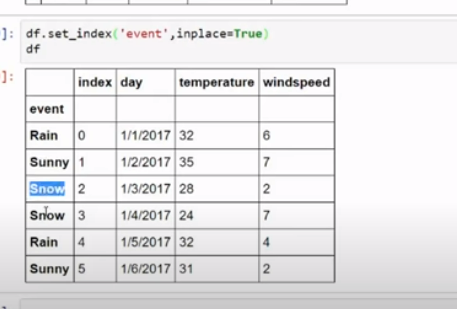 ]: df.set_index('event',inplace=True)
df
]:
index day temperature windspeed
event
Rain 0 1/1/2017 32 6
Sunny 1 1/2/2017 35 7
Snow 2 1/3/2017 28 2
Snow 3 1/4/2017 24 7
Rain 4 1/5/2017 32 4
Sunny 5 1/6/2017 31 2